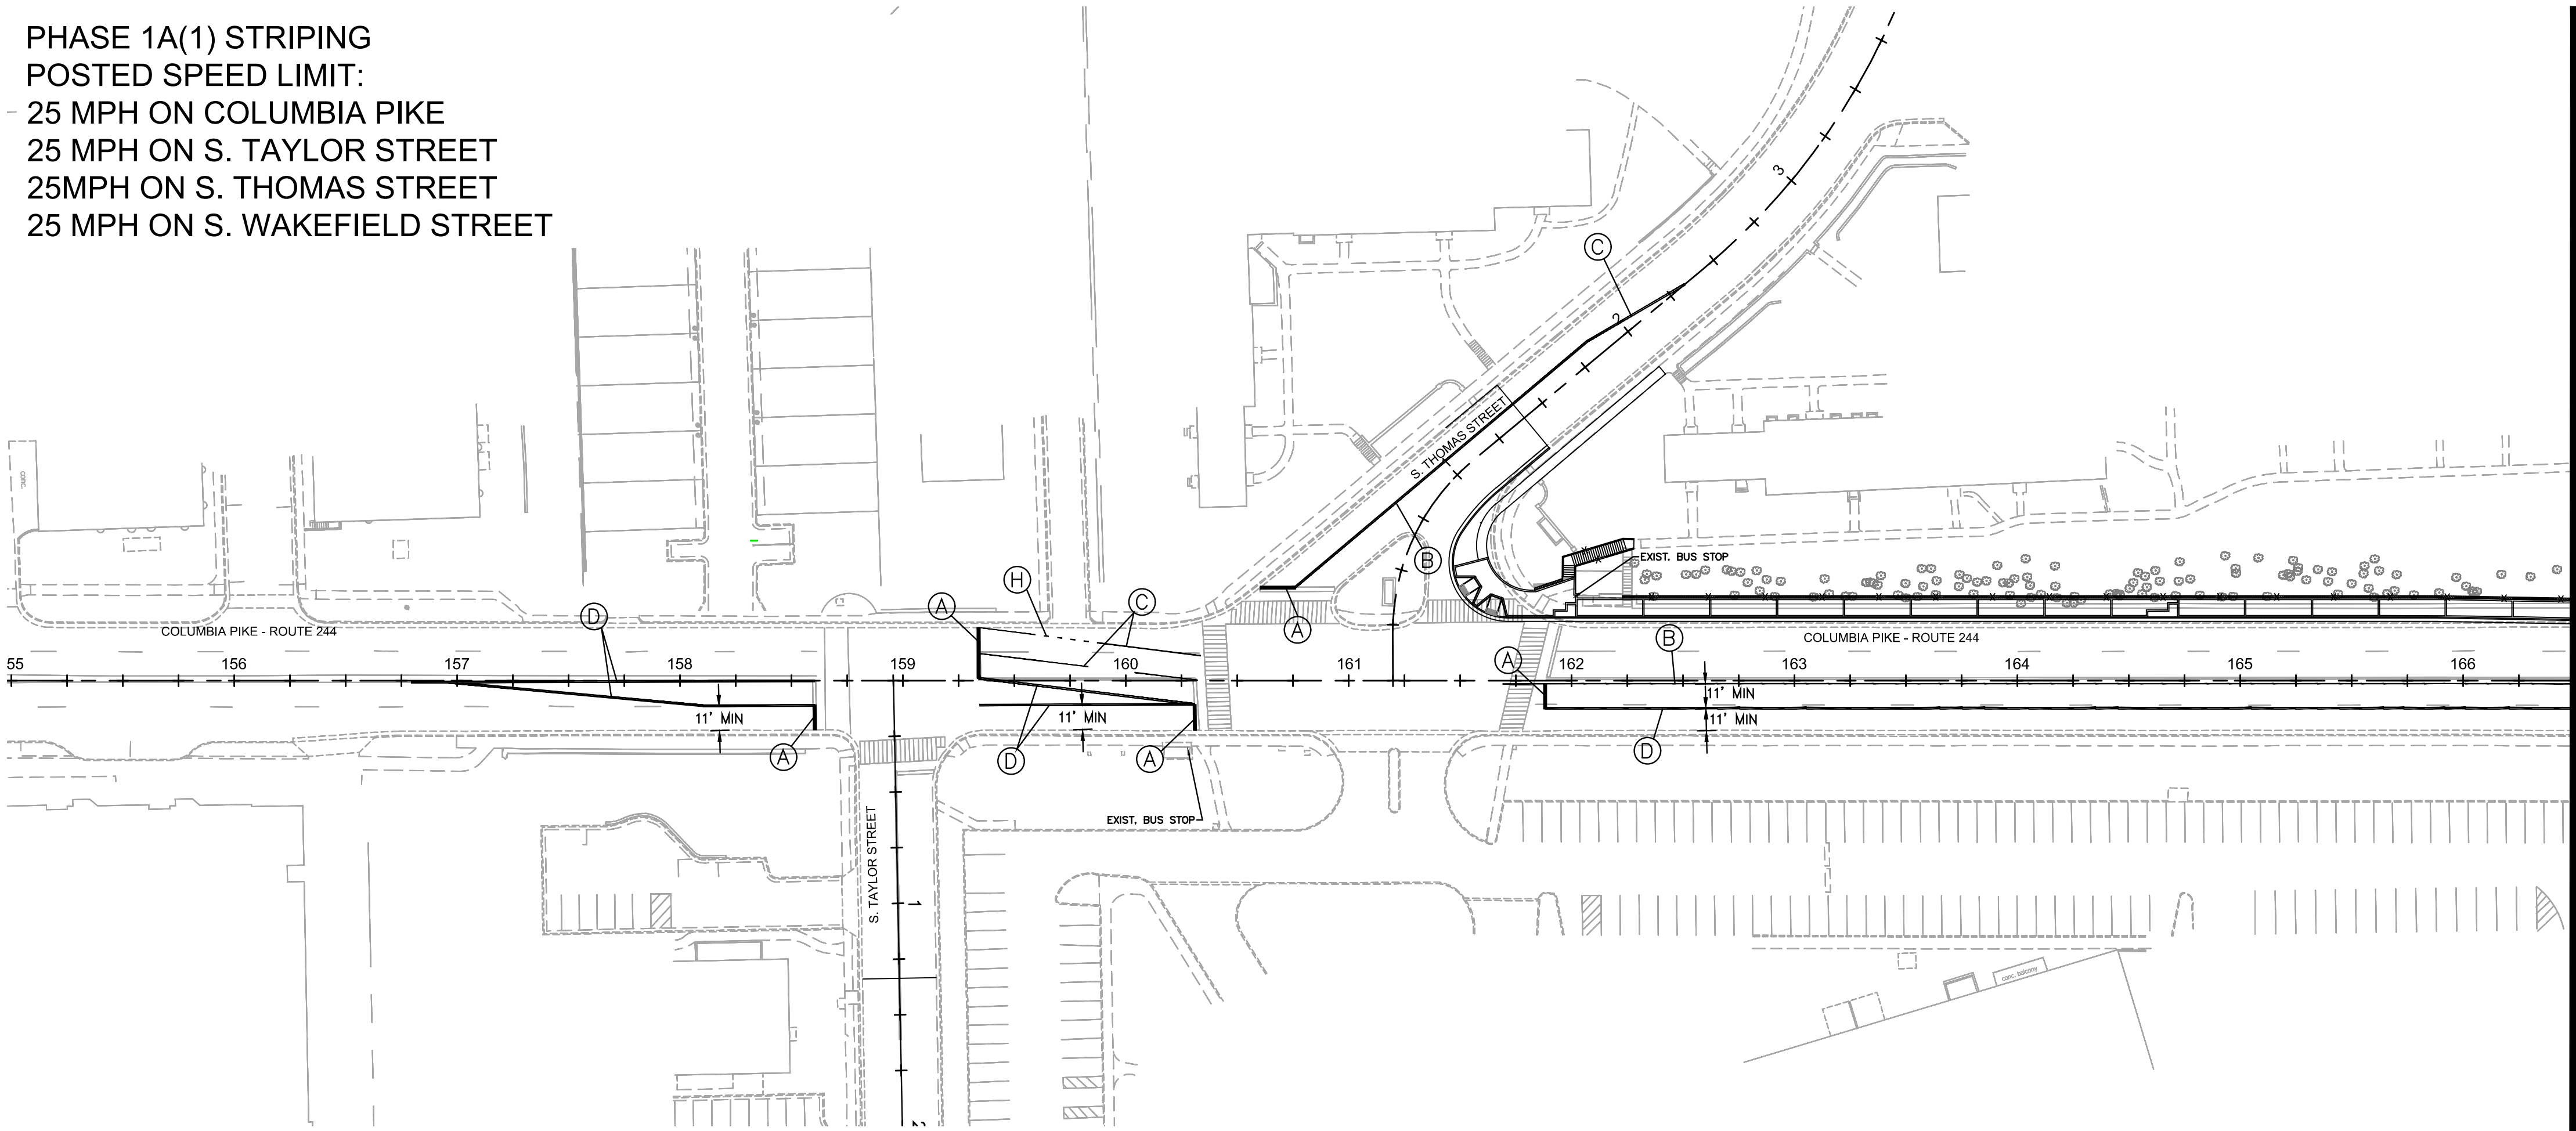 PHASE 1A(1) STRIPING
POSTED SPEED LIMIT:
25 MPH ON COLUMBIA PIKE
25 MPH ON S. TAYLOR STREET
25MPH ON S. THOMAS STREET
25 MPH ON S. WAKEFIELD STREET
3
C
2
S. THOMAS STREET
conc.
B
EXIST. BUS STOP
H
A
C
D
A
COLUMBIA PIKE - ROUTE 244
B
COLUMBIA PIKE - ROUTE 244
A
55 156 157 158 159 160 161 162 163 164 165 166
11' MIN
11' MIN
11' MIN
11' MIN
A
D
A
D
EXIST. BUS STOP
S. TAYLOR STREET
1
conc. balcony
2